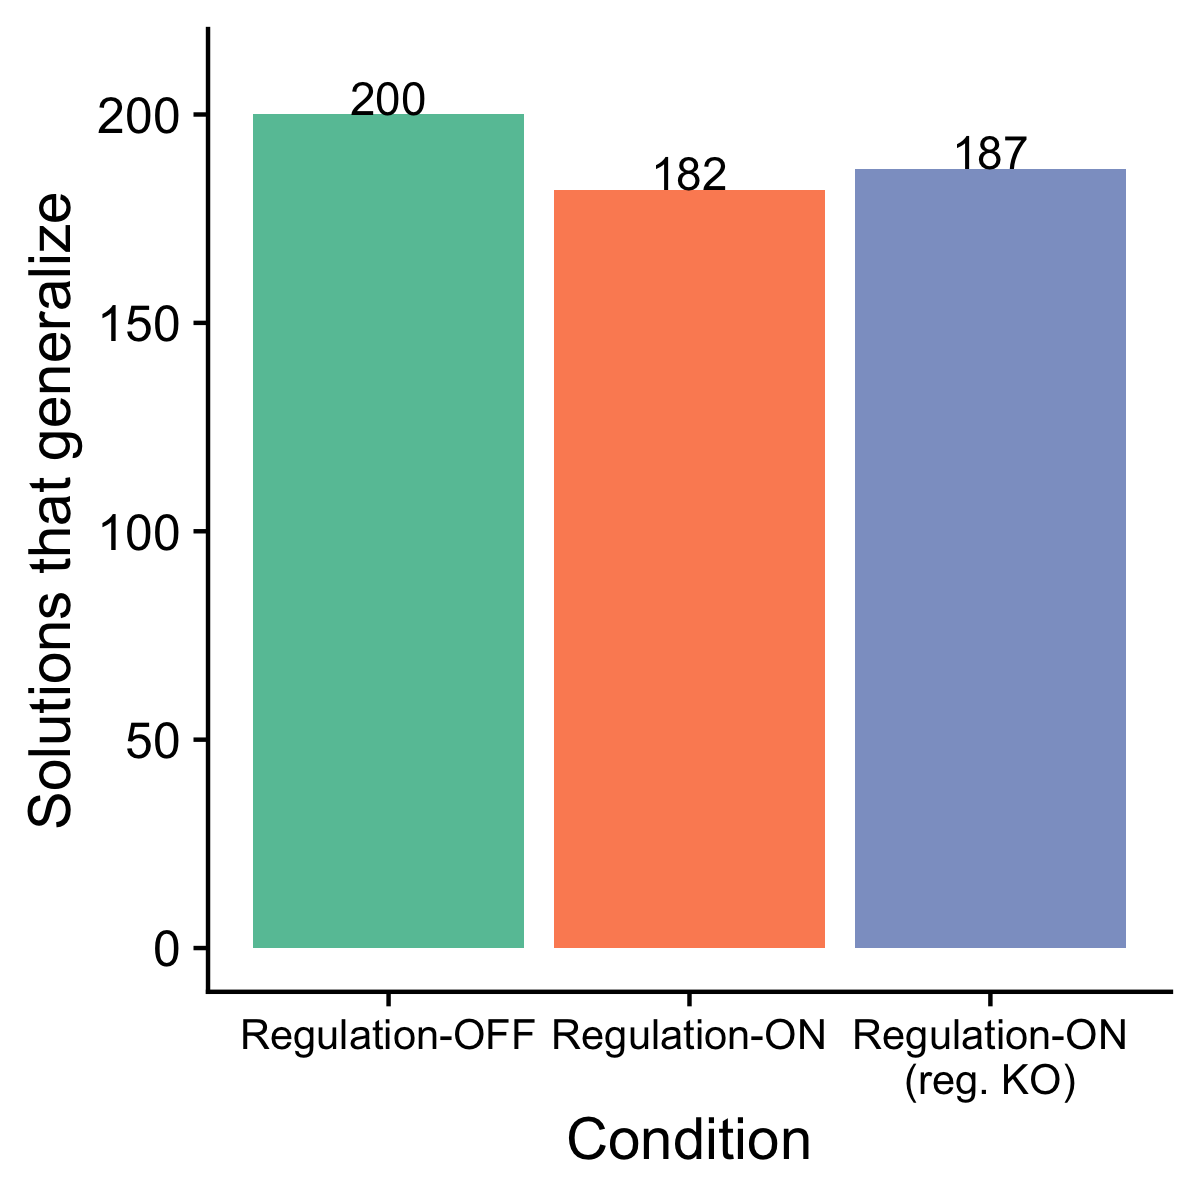 200
182
187
200
150
100
50
0
Solutions that generalize
Regulation-OFF
Regulation-ON
Regulation-ON
(reg. KO)
Condition